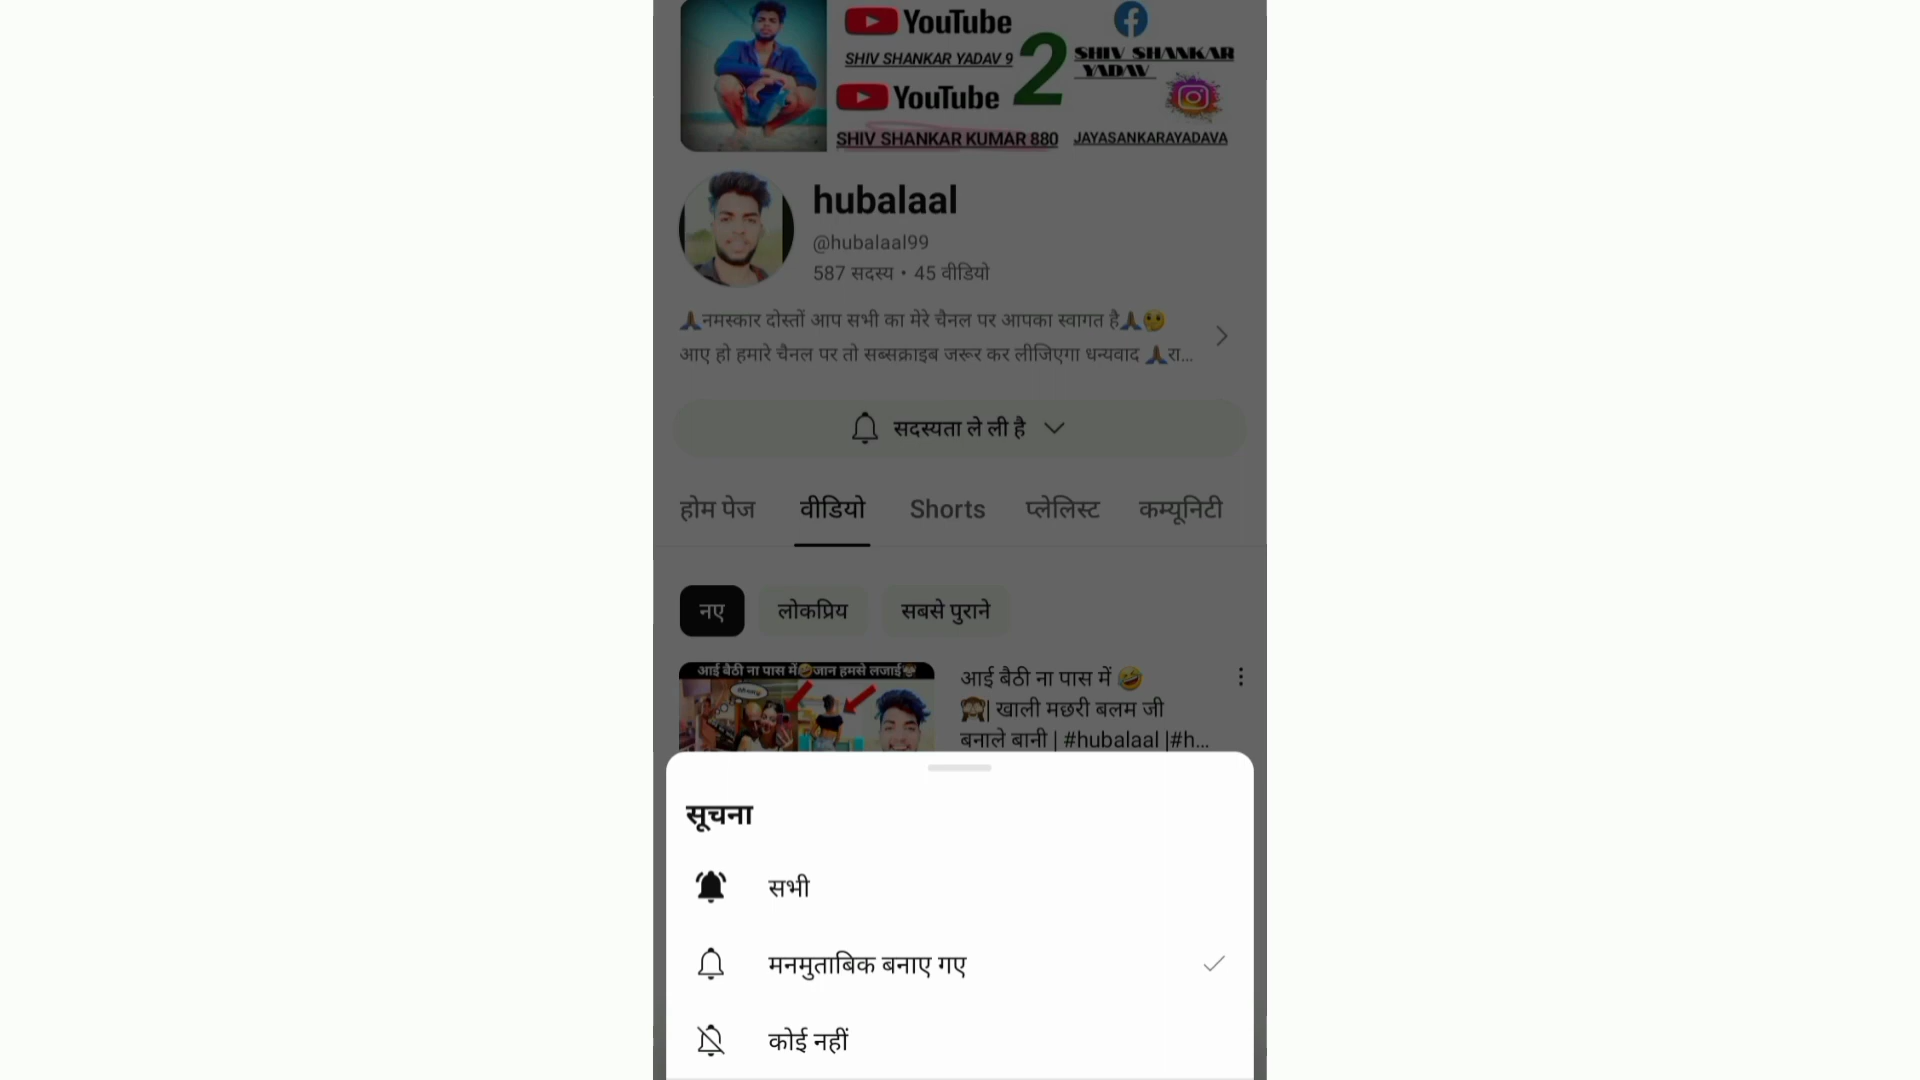 YouTube
SHIV SHANKAR YADAV 9
2
SHIV SHANKAR
YADAV
YouTube
SHIV SHANKAR KUMAR 880
JAYASANKARAYADAVA
hubalaal
@hubalaal99
587 सदस्य • 45 वीडियो
🙏🏾नमस्कार दोस्तों आप सभी का मेरे चैनल पर आपका स्वागत है🙏🏾🤔
आए हो हमारे चैनल पर तो सब्सक्राइब जरूर कर लीजिएगा धन्यवाद 🙏🏾रा...
सदस्यता ले ली है
होम पेज वीडियो Shorts प्लेलिस्ट कम्यूनिटी
नए लोकप्रिय सबसे पुराने
आई बैठी ना पास में🤣जान हमसे लजाई🙈
आई बैठी ना पास में 🤣
🙈| खाली मछरी बलम जी
बनाले बानी | #hubalaal |#h...
सूचना
सभी
मनमुताबिक बनाए गए
कोई नहीं